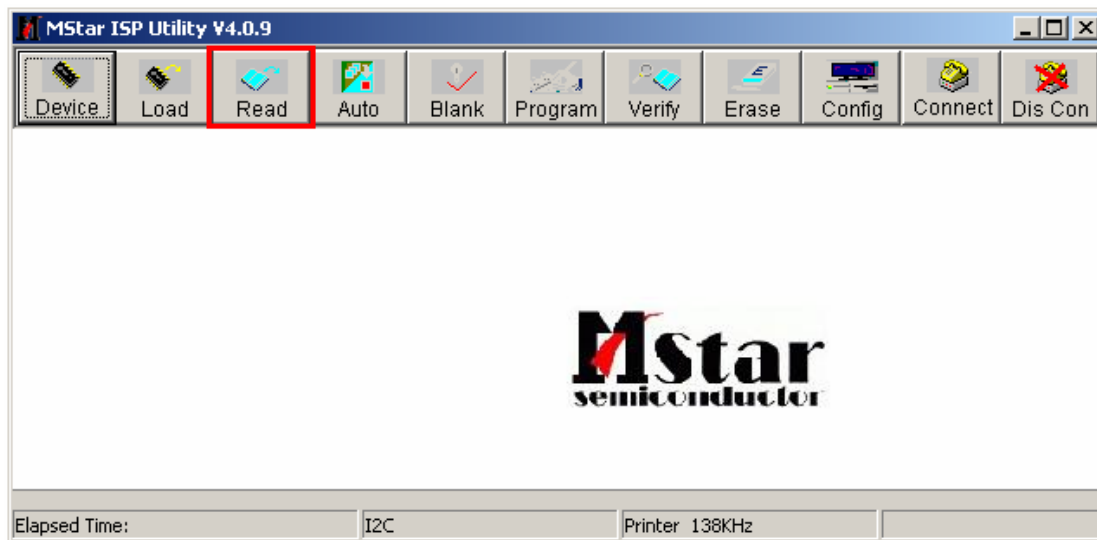 MStar ISP Utility V4.0.9
Device Load Read Auto Blank Program Verify Erase Config Connect Dis Con
Mstar
semiconductor
Elapsed Time: I2C Printer 138KHz